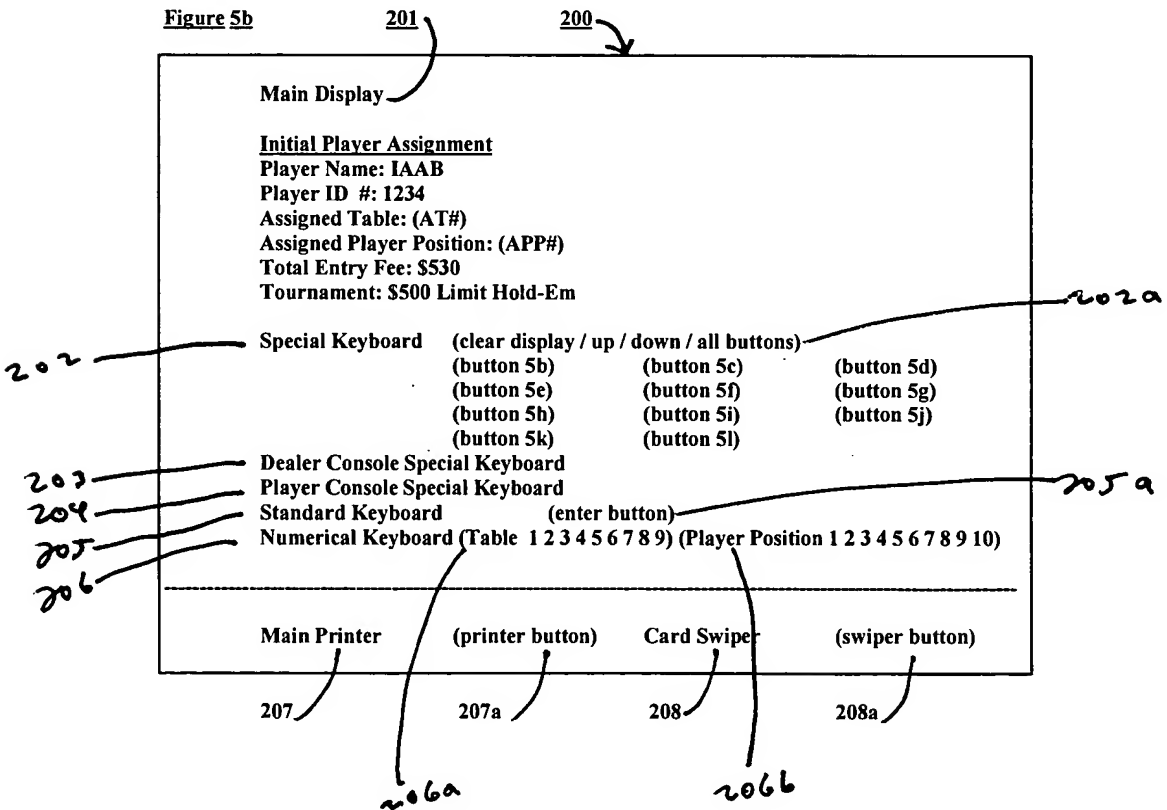 Figure 5b 201 200
Main Display
Initial Player Assignment
Player Name: IAAB
Player ID #: 1234
Assigned Table: (AT#)
Assigned Player Position: (APP#)
Total Entry Fee: $530
Tournament: $500 Limit Hold-Em
202a
202 Special Keyboard (clear display / up / down / all buttons)
(button 5b) (button 5c) (button 5d)
(button 5e) (button 5f) (button 5g)
(button 5h) (button 5i) (button 5j)
(button 5k) (button 5l)
203 Dealer Console Special Keyboard
204 Player Console Special Keyboard 205a
205 Standard Keyboard (enter button)
206 Numerical Keyboard (Table 1 2 3 4 5 6 7 8 9) (Player Position 1 2 3 4 5 6 7 8 9 10)
Main Printer (printer button) Card Swiper (swiper button)
207 207a 208 208a
206a 206b